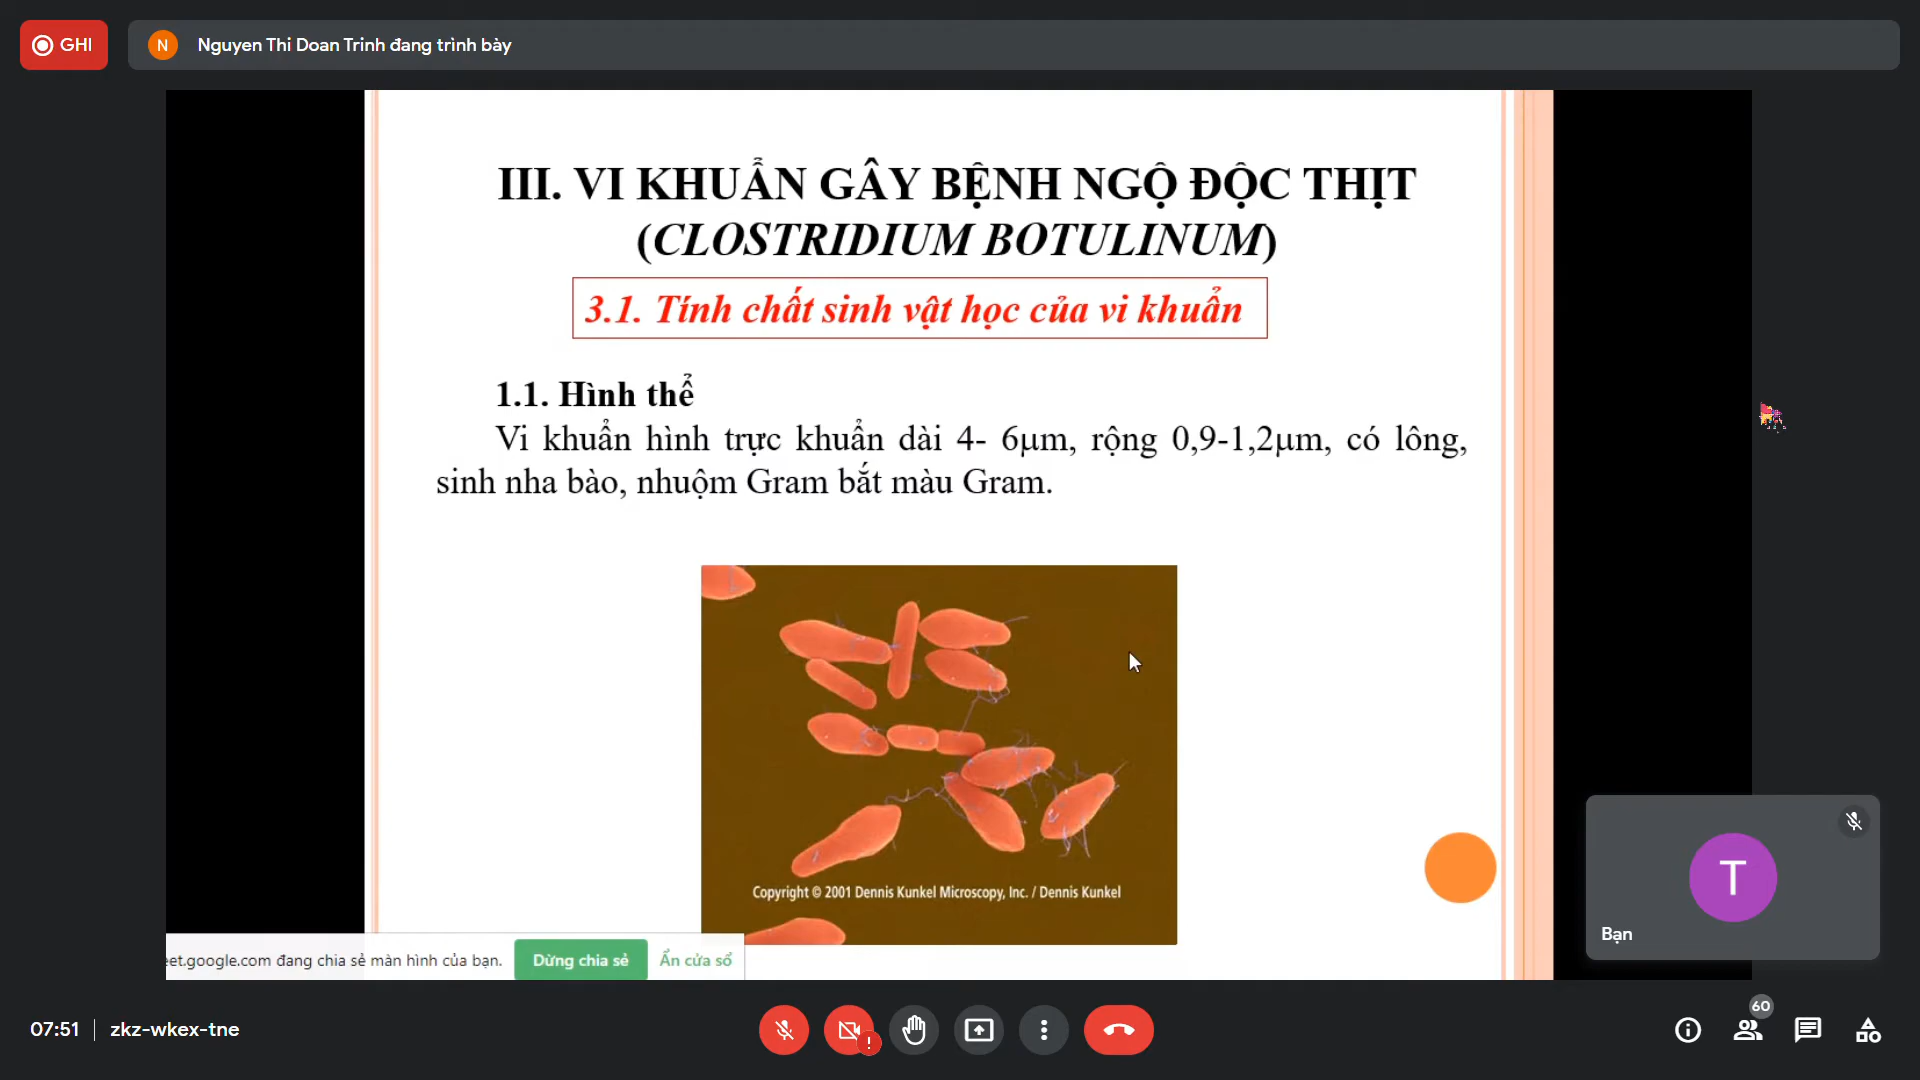 GHI
N
Nguyen Thi Doan Trinh đang trình bày
III. VI KHUẨN GÂY BỆNH NGỘ ĐỘC THỊT
(CLOSTRIDIUM BOTULINUM)
3.1. Tính chất sinh vật học của vi khuẩn
1.1. Hình thể
Vi khuẩn hình trực khuẩn dài 4- 6μm, rộng 0,9-1,2μm, có lông,
sinh nha bào, nhuộm Gram bắt màu Gram.
Copyright © 2001 Dennis Kunkel Microscopy, Inc. / Dennis Kunkel
eet.google.com đang chia sẻ màn hình của bạn.
Dừng chia sẻ
Ẩn cửa sổ
T
Bạn
07:51
zkz-wkex-tne
!
60